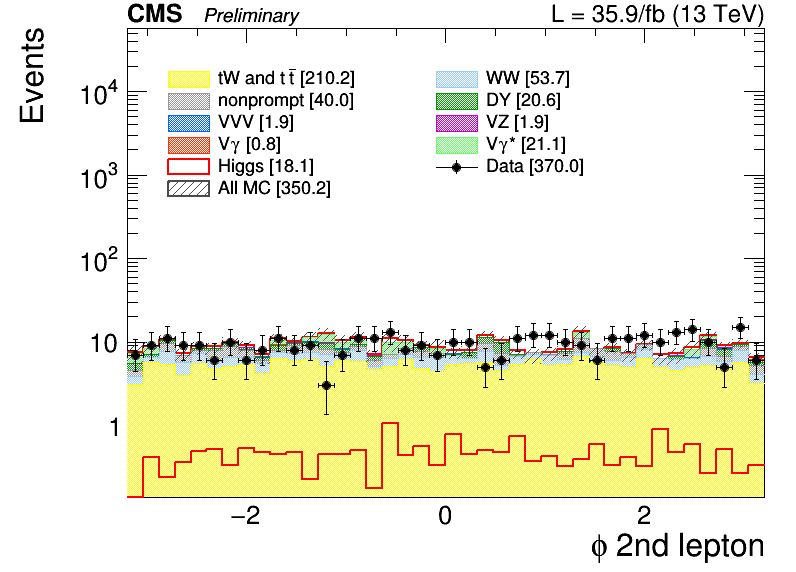 CMS Preliminary L = 35.9/fb (13 TeV)
Events
tW and t t̄ [210.2] WW [53.7]
nonprompt [40.0] DY [20.6]
VVV [1.9] VZ [1.9]
Vγ [0.8] Vγ* [21.1]
Higgs [18.1] Data [370.0]
All MC [350.2]
10⁴
10³
10²
10
1
−2 0 2
ϕ 2nd lepton